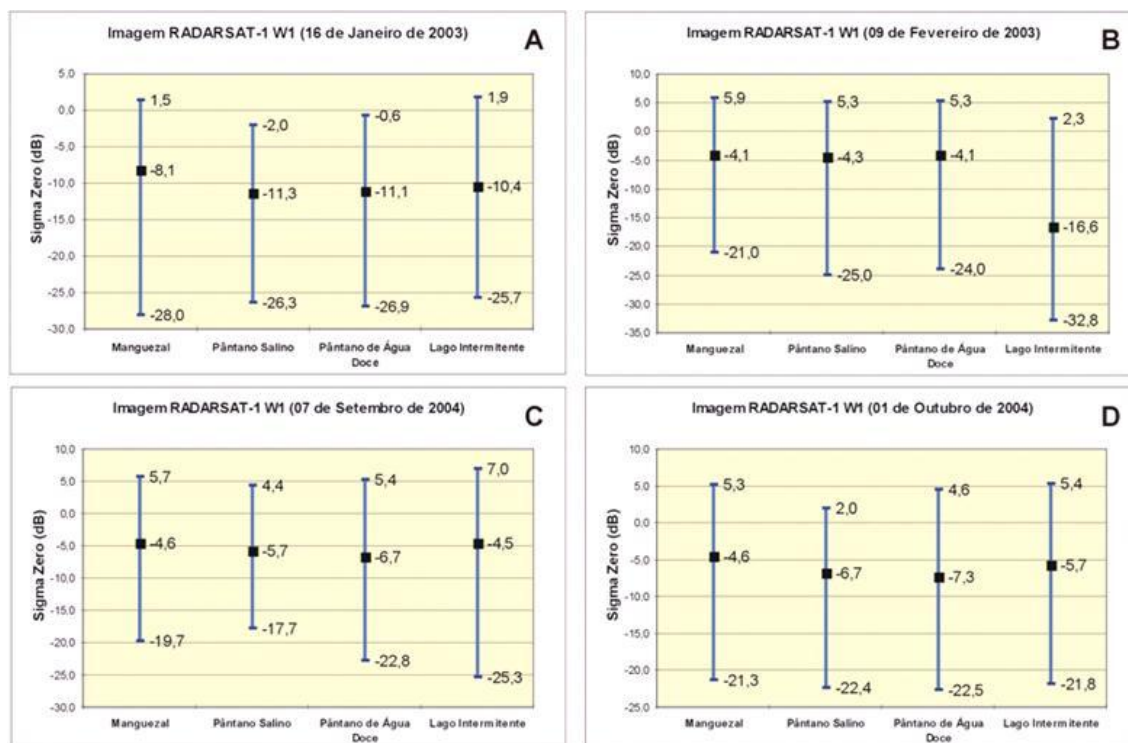 Imagem RADARSAT-1 W1 (16 de Janeiro de 2003)
A
Sigma Zero (dB)
5,0
0,0
-5,0
-10,0
-15,0
-20,0
-25,0
-30,0
1,5
-8,1
-28,0
-2,0
-11,3
-26,3
-0,6
-11,1
-26,9
1,9
-10,4
-25,7
Manguezal
Pântano Salino
Pântano de Água
Doce
Lago Intermitente
Imagem RADARSAT-1 W1 (09 de Fevereiro de 2003)
B
Sigma Zero (dB)
10,0
5,0
0,0
-5,0
-10,0
-15,0
-20,0
-25,0
-30,0
-35,0
5,9
-4,1
-21,0
5,3
-4,3
-25,0
5,3
-4,1
-24,0
2,3
-16,6
-32,8
Manguezal
Pântano Salino
Pântano de Água
Doce
Lago Intermitente
Imagem RADARSAT-1 W1 (07 de Setembro de 2004)
C
Sigma Zero (dB)
10,0
5,0
0,0
-5,0
-10,0
-15,0
-20,0
-25,0
-30,0
5,7
-4,6
-19,7
4,4
-5,7
-17,7
5,4
-6,7
-22,8
7,0
-4,5
-25,3
Manguezal
Pântano Salino
Pântano de Água
Doce
Lago Intermitente
Imagem RADARSAT-1 W1 (01 de Outubro de 2004)
D
Sigma Zero (dB)
10,0
5,0
0,0
-5,0
-10,0
-15,0
-20,0
-25,0
5,3
-4,6
-21,3
2,0
-6,7
-22,4
4,6
-7,3
-22,5
5,4
-5,7
-21,8
Manguezal
Pântano Salino
Pântano de Água
Doce
Lago Intermitente